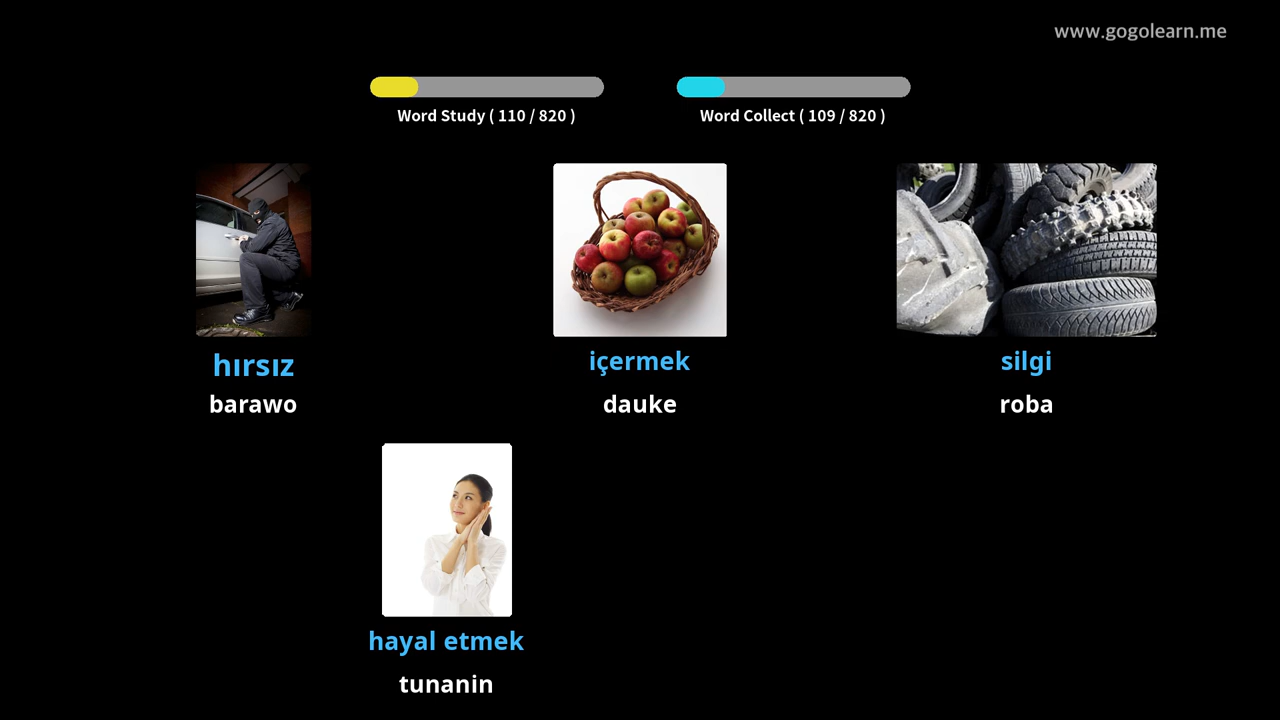 www.gogolearn.me
Word Study ( 110 / 820 )
Word Collect ( 109 / 820 )
hırsız
barawo
içermek
dauke
silgi
roba
hayal etmek
tunanin